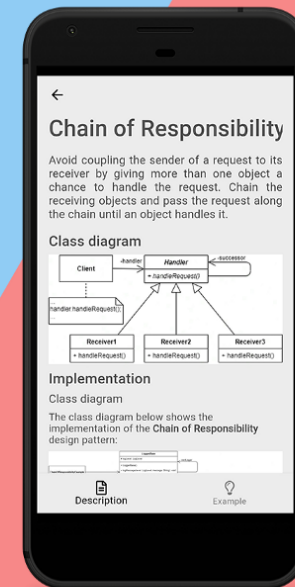 Chain of Responsibility
Avoid coupling the sender of a request to its
receiver by giving more than one object a
chance to handle the request. Chain the
receiving objects and pass the request along
the chain until an object handles it.
Class diagram
Client
-handler
Handler
+ handleRequest()
-successor
...
handler.handleRequest();
...
Receiver1
+ handleRequest()
Receiver2
+ handleRequest()
Receiver3
+ handleRequest()
Implementation
Class diagram
The class diagram below shows the
implementation of the Chain of Responsibility
design pattern:
Description
Example